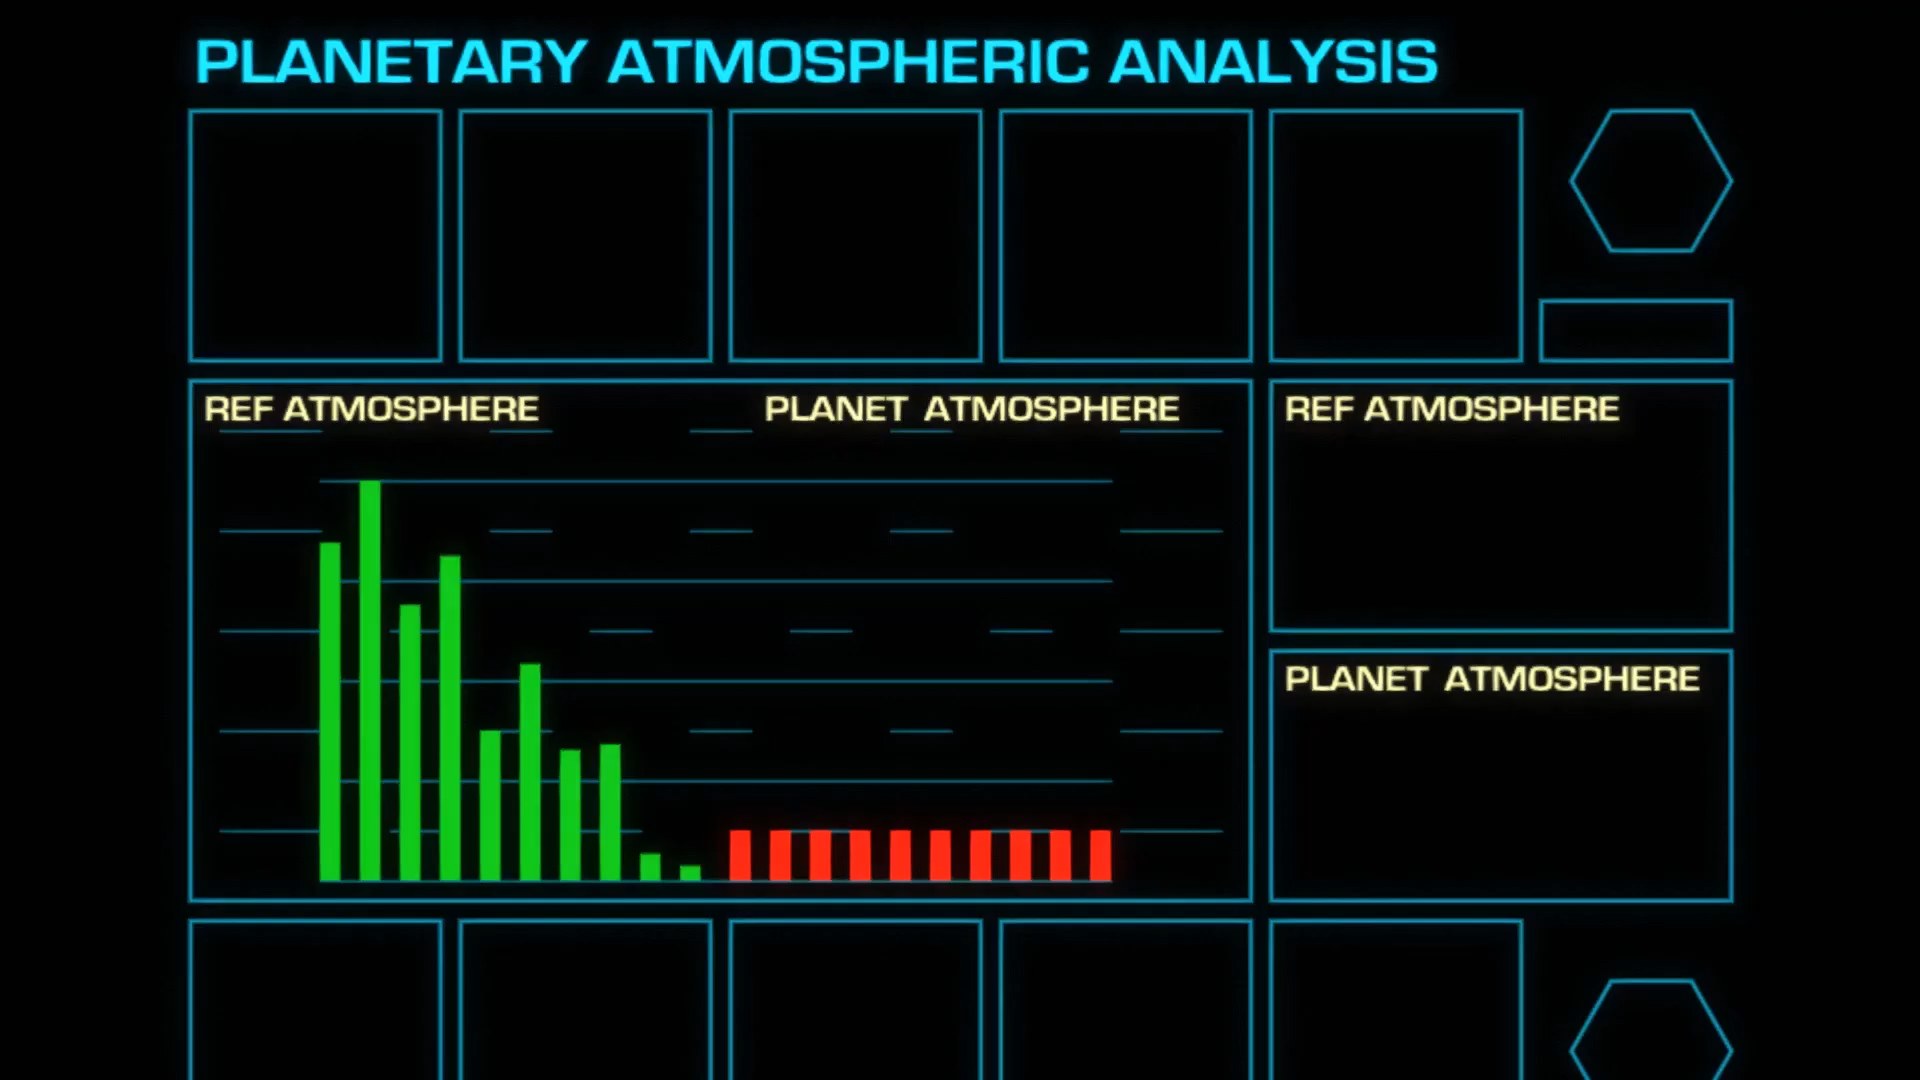 PLANETARY ATMOSPHERIC ANALYSIS
REF ATMOSPHERE
PLANET ATMOSPHERE
REF ATMOSPHERE
PLANET ATMOSPHERE